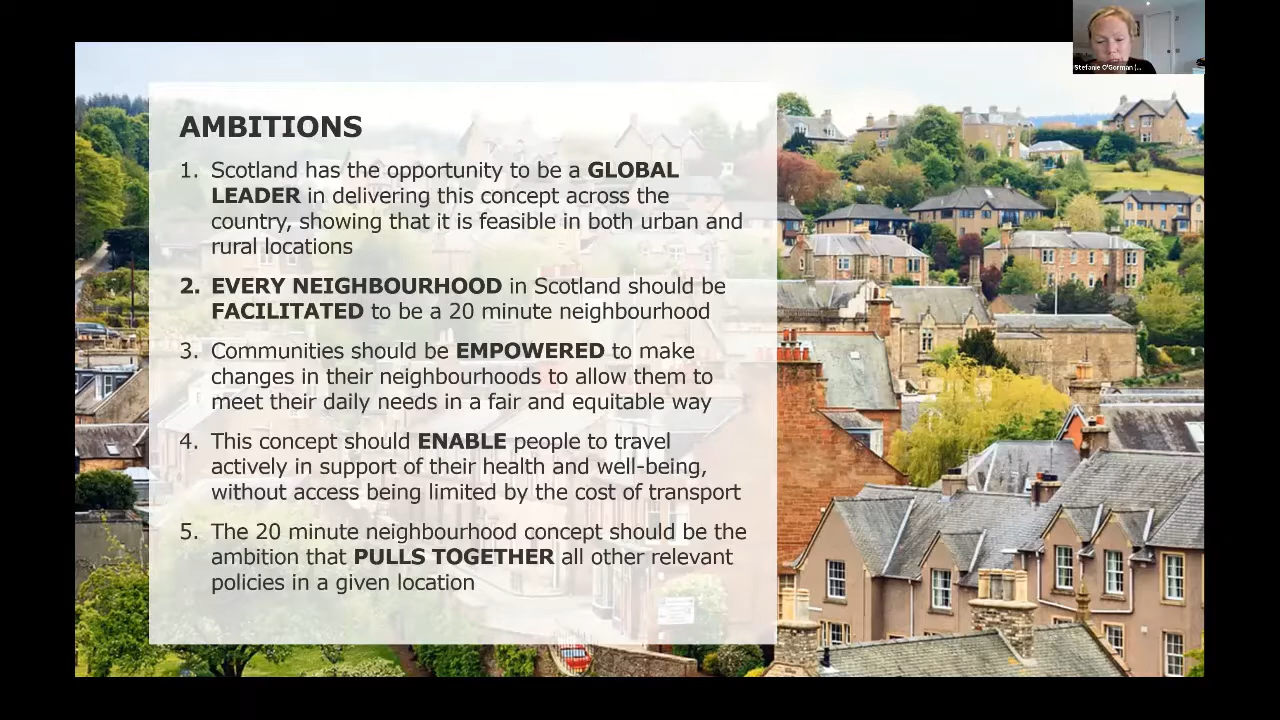 Stefanie O'Gorman (...
AMBITIONS
1. Scotland has the opportunity to be a GLOBAL
LEADER in delivering this concept across the
country, showing that it is feasible in both urban and
rural locations
2. EVERY NEIGHBOURHOOD in Scotland should be
FACILITATED to be a 20 minute neighbourhood
3. Communities should be EMPOWERED to make
changes in their neighbourhoods to allow them to
meet their daily needs in a fair and equitable way
4. This concept should ENABLE people to travel
actively in support of their health and well-being,
without access being limited by the cost of transport
5. The 20 minute neighbourhood concept should be the
ambition that PULLS TOGETHER all other relevant
policies in a given location